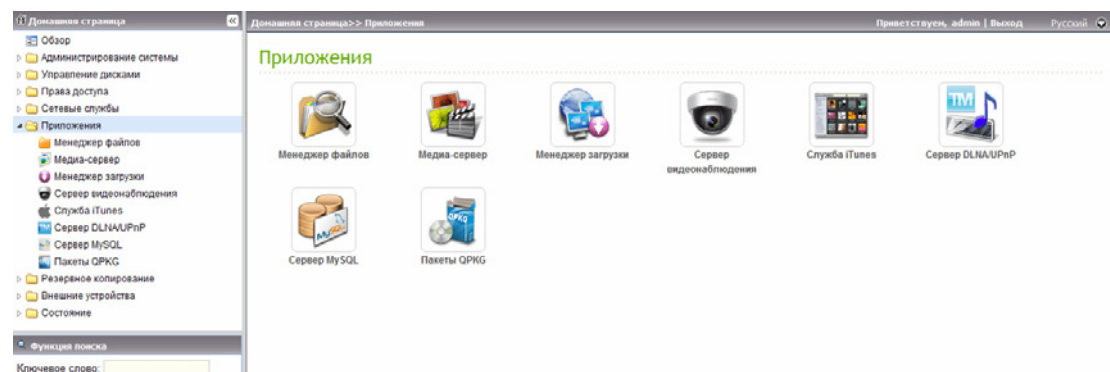 Домашняя страница
Обзор
Администрирование системы
Управление дисками
Права доступа
Сетевые службы
Приложения
Менеджер файлов
Медиа-сервер
Менеджер загрузки
Сервер видеонаблюдения
Служба iTunes
Сервер DLNA/UPnP
Сервер MySQL
Пакеты QPKG
Резервное копирование
Внешние устройства
Состояние
Функция поиска
Ключевое слово:
Домашняя страница>> Приложения
Приветствуем, admin | Выход
Русский
Приложения
TM
Менеджер файлов
Медиа-сервер
Менеджер загрузки
Сервер
видеонаблюдения
Служба iTunes
Сервер DLNA/UPnP
MySQL
QPKG
Сервер MySQL
Пакеты QPKG